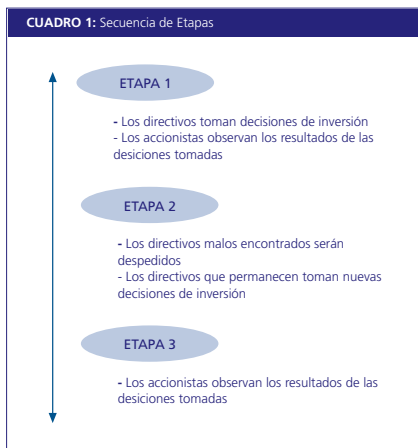 CUADRO 1: Secuencia de Etapas
ETAPA 1
- Los directivos toman decisiones de inversión
- Los accionistas observan los resultados de las
desiciones tomadas
ETAPA 2
- Los directivos malos encontrados serán
despedidos
- Los directivos que permanecen toman nuevas
decisiones de inversión
ETAPA 3
- Los accionistas observan los resultados de las
desiciones tomadas